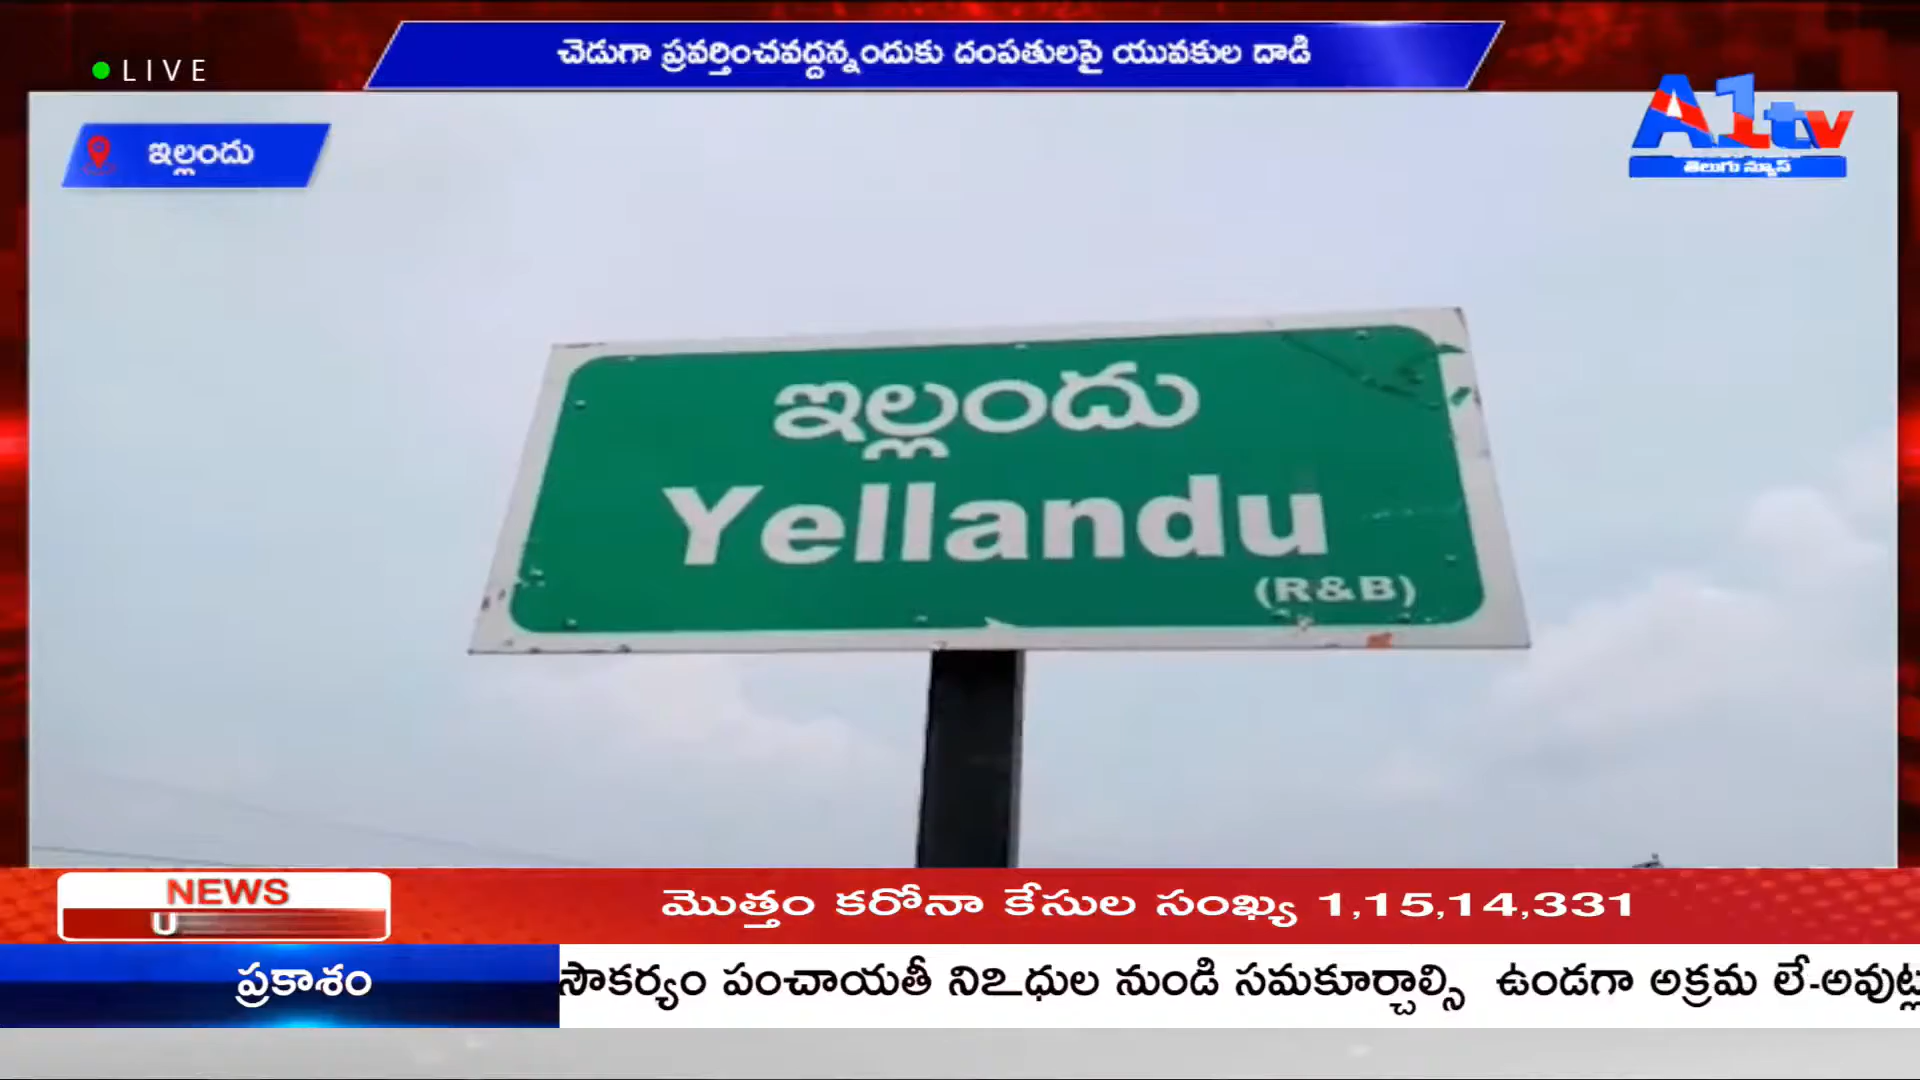 చెడుగా ప్రవర్తించవద్దన్నందుకు దంపతులపై యువకుల దాడి
LIVE
A1tv
తెలుగు న్యూస్
ఇల్లందు
ఇల్లందు
Yellandu
(R&B)
NEWS
U
మొత్తం కరోనా కేసుల సంఖ్య 1,15,14,331
ప్రకాశం
సౌకర్యం పంచాయతీ ని౭ధుల నుండి సమకూర్చాల్సి ఉండగా అక్రమ లే-అవుట్ల